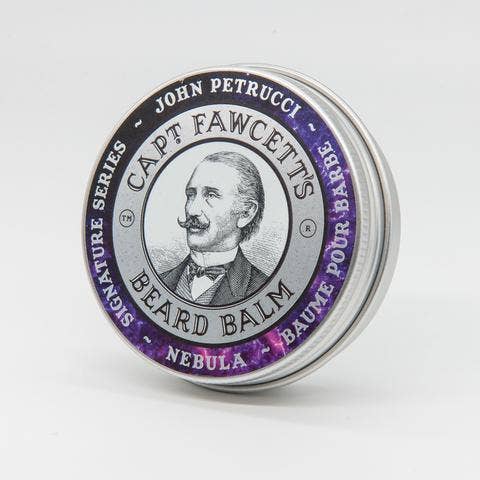 SIGNATURE SERIES ~ JOHN PETRUCCI ~ BAUME POUR BARBE ~ NEBULA ~
CAPT. FAWCETT'S
TM
R
BEARD BALM